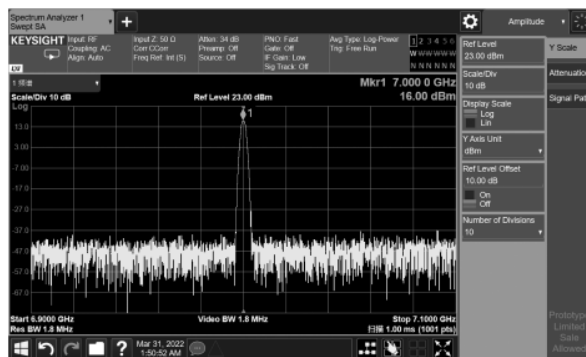 Spectrum Analyzer 1
Swept SA
+
Amplitude
KEYSIGHT
Input: RF
Coupling: AC
Align: Auto
Input Z: 50 Ω
Corr CCorr
Freq Ref: Int (S)
Atten: 34 dB
Preamp: Off
Source: Off
PNO: Fast
Gate: Off
IF Gain: Low
Sig Track: Off
Avg Type: Log-Power
Trig: Free Run
1 2 3 4 5 6
W W W W W W
N N N N N N
Mkr1 7.000 0 GHz
16.00 dBm
Scale/Div 10 dB
Ref Level 23.00 dBm
Log
1
13.0
3.00
-7.00
-17.0
-27.0
-37.0
-47.0
-57.0
-67.0
Start 6.9000 GHz
Video BW 1.8 MHz
Stop 7.1000 GHz
Res BW 1.8 MHz
扫描 1.00 ms (1001 pts)
Ref Level
23.00 dBm
Scale/Div
10 dB
Display Scale
Log
Lin
Y Axis Unit
dBm
Ref Level Offset
10.00 dB
On
Off
Number of Divisions
10
Y Scale
Attenuation
Signal Pat
Prototype
Limited
Sale
Allowed
?
Mar 31, 2022
1:50:52 AM